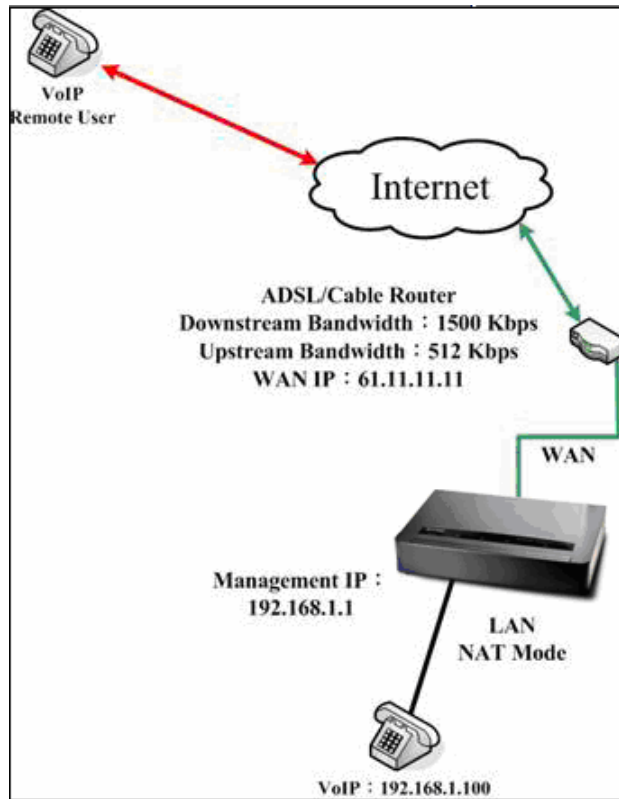 VoIP
Remote User
Internet
ADSL/Cable Router
Downstream Bandwidth：1500 Kbps
Upstream Bandwidth：512 Kbps
WAN IP：61.11.11.11
WAN
Management IP：
192.168.1.1
LAN
NAT Mode
VoIP：192.168.1.100